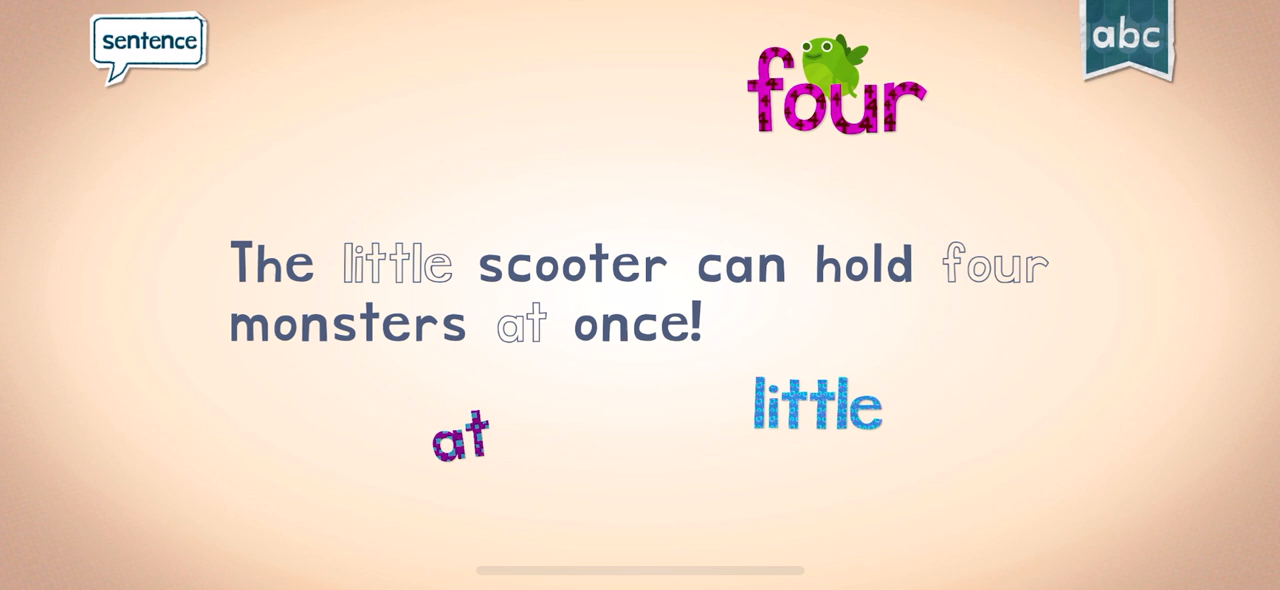 sentence
abc
four
The little scooter can hold four
monsters at once!
little
at